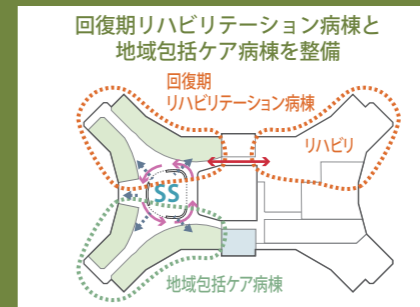 回復期リハビリテーション病棟と
地域包括ケア病棟を整備
回復期
リハビリテーション病棟
リハビリ
SS
地域包括ケア病棟